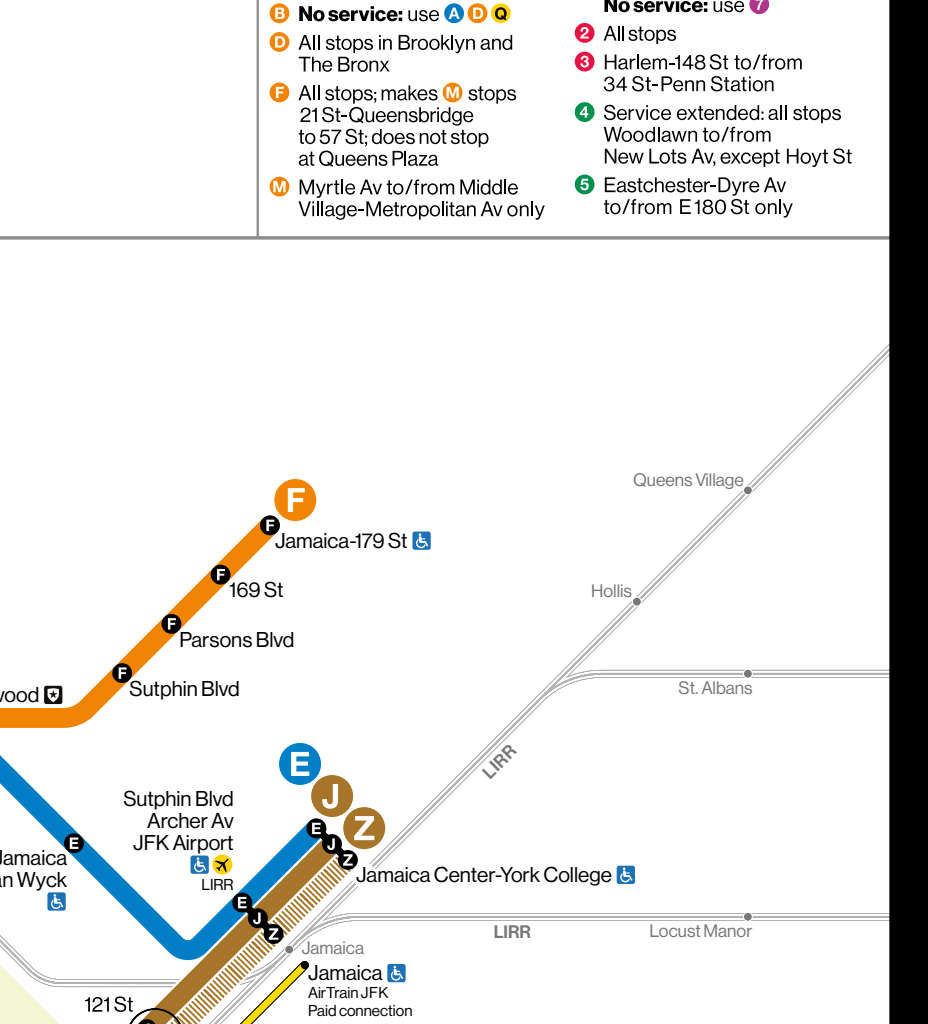 B No service: use A D Q
D All stops in Brooklyn and
The Bronx
F All stops; makes M stops
21 St-Queensbridge
to 57 St; does not stop
at Queens Plaza
M Myrtle Av to/from Middle
Village-Metropolitan Av only
No service: use 7
2 All stops
3 Harlem-148 St to/from
34 St-Penn Station
4 Service extended: all stops
Woodlawn to/from
New Lots Av, except Hoyt St
5 Eastchester-Dyre Av
to/from E 180 St only
Queens Village
F
F
Jamaica-179 St
F
169 St
Hollis
F
Parsons Blvd
F
Sutphin Blvd
wood
St. Albans
LIRR
E
J
Z
Sutphin Blvd
Archer Av
JFK Airport
LIRR
E
J
Z
Jamaica Center-York College
E
Jamaica
an Wyck
E
J
Z
LIRR
Locust Manor
Jamaica
Jamaica
AirTrain JFK
Paid connection
121 St